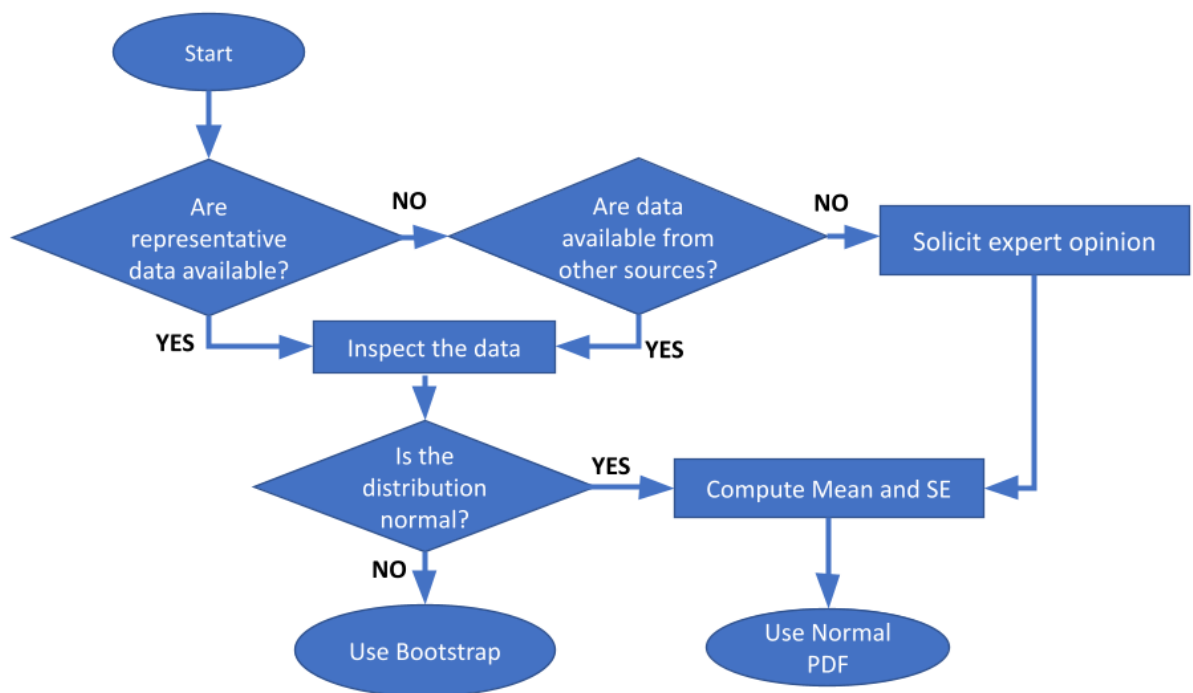 Start
Are
representative
data available?
NO
Are data
available from
other sources?
NO
Solicit expert opinion
YES
Inspect the data
YES
Is the
distribution
normal?
YES
Compute Mean and SE
NO
Use Bootstrap
Use Normal
PDF